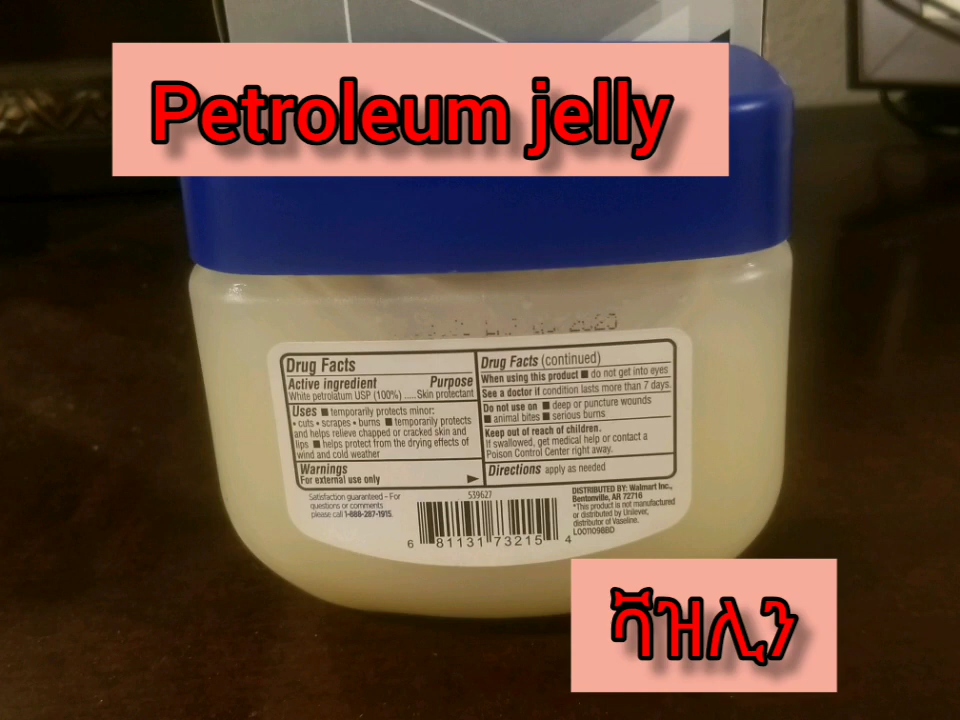 Petroleum jelly
2020
Drug Facts
Active ingredient Purpose
White petrolatum USP (100%) ..... Skin protectant
Uses ■ temporarily protects minor:
• cuts • scrapes • burns ■ temporarily protects
and helps relieve chapped or cracked skin and
lips ■ helps protect from the drying effects of
wind and cold weather
Warnings
For external use only
Drug Facts (continued)
When using this product ■ do not get into eyes
See a doctor if condition lasts more than 7 days.
Do not use on ■ deep or puncture wounds
■ animal bites ■ serious burns
Keep out of reach of children.
If swallowed, get medical help or contact a
Poison Control Center right away.
Directions apply as needed
Satisfaction guaranteed – For
questions or comments
please call 1-888-287-1915.
539627
6 81131 73215 4
DISTRIBUTED BY: Walmart Inc.,
Bentonville, AR 72716
*This product is not manufactured
or distributed by Unilever,
distributor of Vaseline.
ቫዝሊን